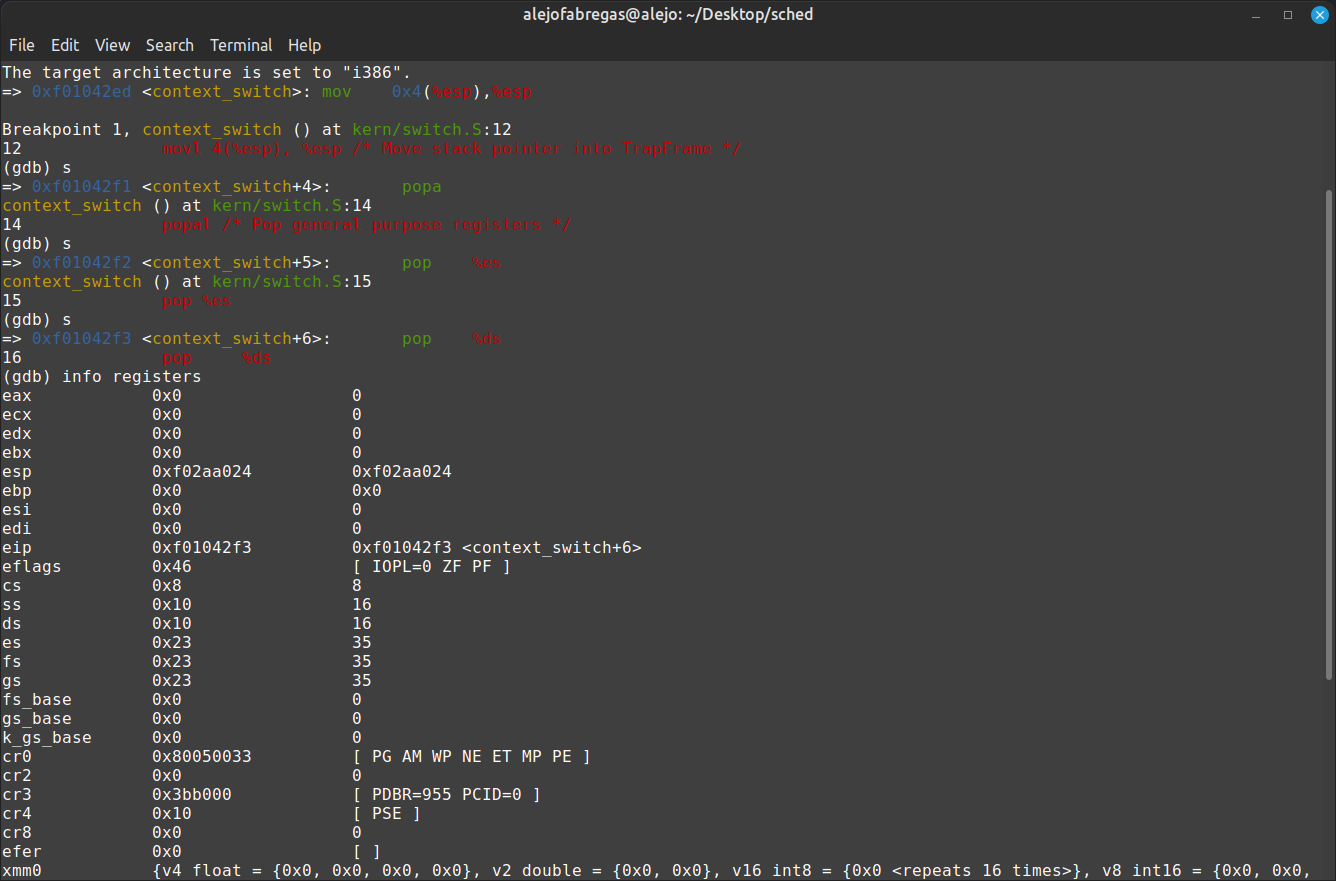 alejofabregas@alejo: ~/Desktop/sched
File Edit View Search Terminal Help
The target architecture is set to "i386".
=> 0xf01042ed <context_switch>: mov    0x4(%esp),%esp
Breakpoint 1, context_switch () at kern/switch.S:12
12              movl 4(%esp), %esp /* Move stack pointer into TrapFrame */
(gdb) s
=> 0xf01042f1 <context_switch+4>:       popa
context_switch () at kern/switch.S:14
14              popal /* Pop general purpose registers */
(gdb) s
=> 0xf01042f2 <context_switch+5>:       pop    %es
context_switch () at kern/switch.S:15
15              pop %es
(gdb) s
=> 0xf01042f3 <context_switch+6>:       pop    %ds
16              pop     %ds
(gdb) info registers
eax            0x0                 0
ecx            0x0                 0
edx            0x0                 0
ebx            0x0                 0
esp            0xf02aa024          0xf02aa024
ebp            0x0                 0x0
esi            0x0                 0
edi            0x0                 0
eip            0xf01042f3          0xf01042f3 <context_switch+6>
eflags         0x46                [ IOPL=0 ZF PF ]
cs             0x8                 8
ss             0x10                16
ds             0x10                16
es             0x23                35
fs             0x23                35
gs             0x23                35
fs_base        0x0                 0
gs_base        0x0                 0
k_gs_base      0x0                 0
cr0            0x80050033          [ PG AM WP NE ET MP PE ]
cr2            0x0                 0
cr3            0x3bb000            [ PDBR=955 PCID=0 ]
cr4            0x10                [ PSE ]
cr8            0x0                 0
efer           0x0                 [ ]
xmm0           {v4_float = {0x0, 0x0, 0x0, 0x0}, v2_double = {0x0, 0x0}, v16_int8 = {0x0 <repeats 16 times>}, v8_int16 = {0x0, 0x0,